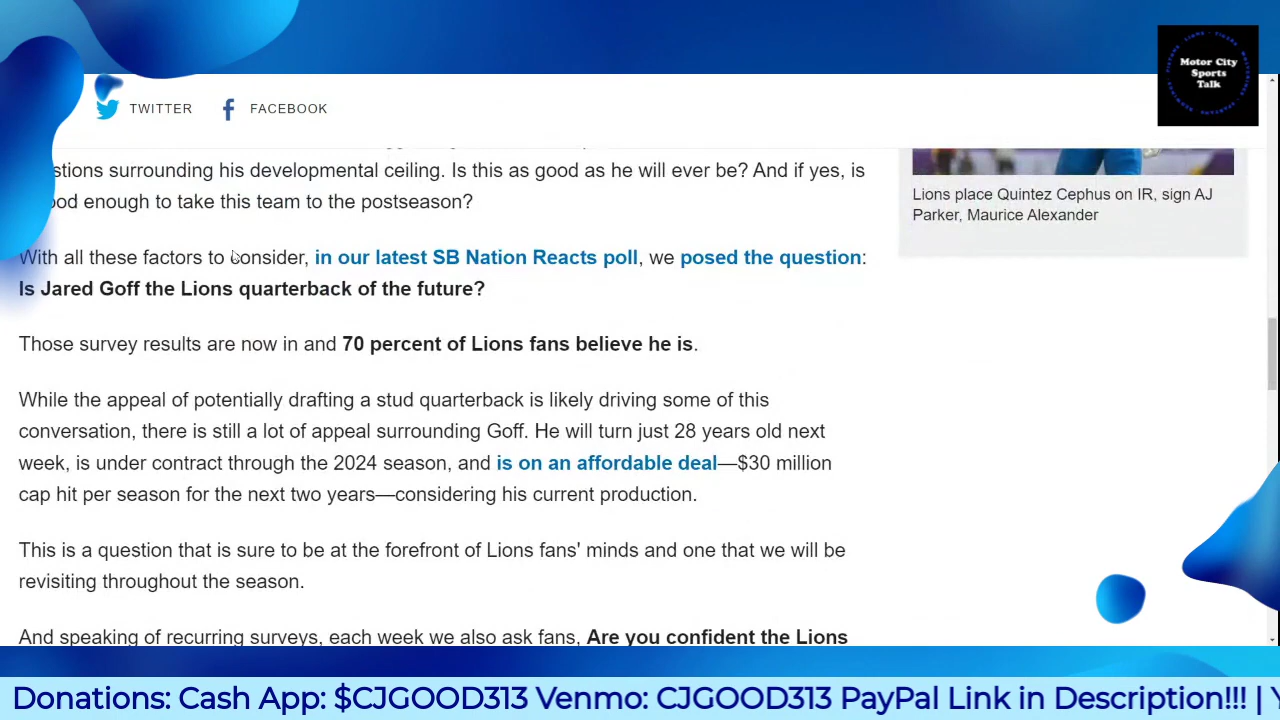 Motor City
Sports
Talk
TWITTER
FACEBOOK
surrounding his developmental ceiling. Is this as good as he will ever be? And if yes, is
enough to take this team to the postseason?
Lions place Quintez Cephus on IR, sign AJ
Parker, Maurice Alexander
With all these factors to consider, in our latest SB Nation Reacts poll, we posed the question:
Is Jared Goff the Lions quarterback of the future?
Those survey results are now in and 70 percent of Lions fans believe he is.
While the appeal of potentially drafting a stud quarterback is likely driving some of this
conversation, there is still a lot of appeal surrounding Goff. He will turn just 28 years old next
week, is under contract through the 2024 season, and is on an affordable deal—$30 million
cap hit per season for the next two years—considering his current production.
This is a question that is sure to be at the forefront of Lions fans' minds and one that we will be
revisiting throughout the season.
And speaking of recurring surveys, each week we also ask fans, Are you confident the Lions
Donations: Cash App: $CJGOOD313 Venmo: CJGOOD313 PayPal Link in Description!!! |